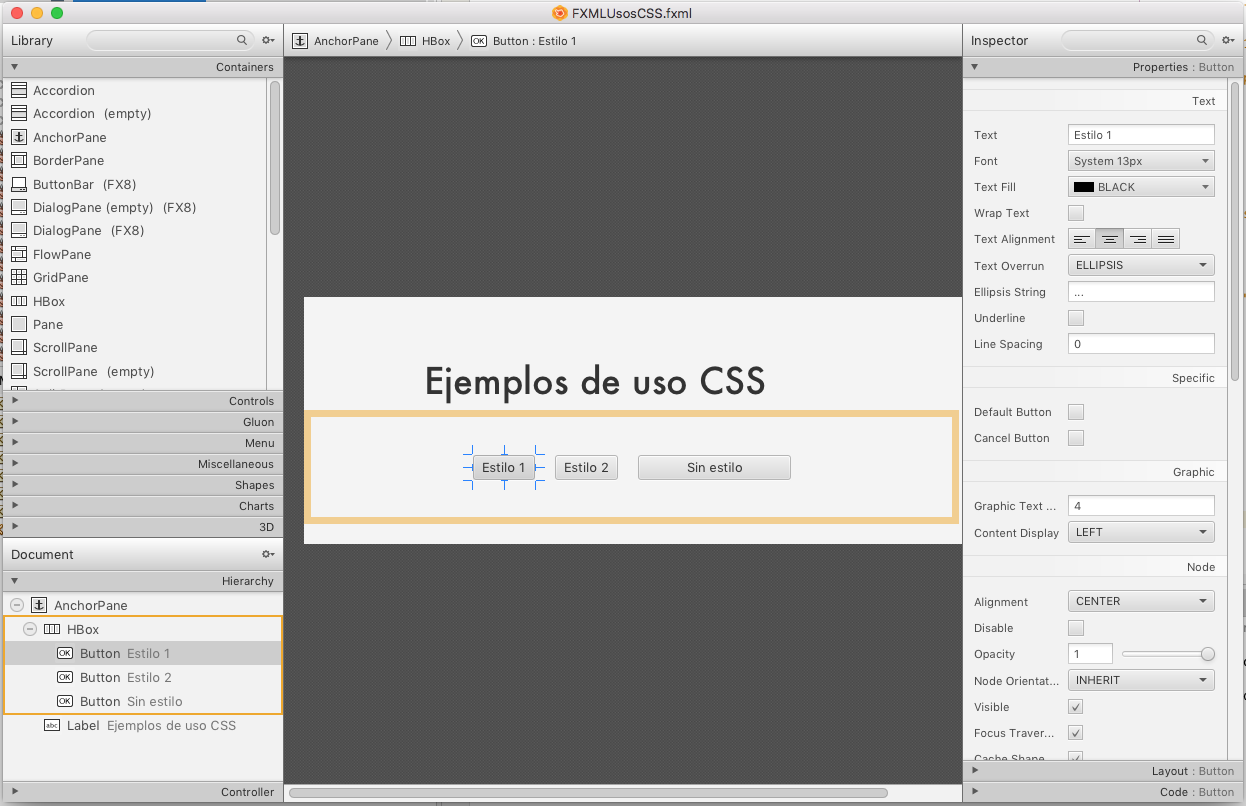 FXMLUsosCSS.fxml
Library
AnchorPane HBox Button : Estilo 1
Inspector
Containers
Accordion
Accordion (empty)
AnchorPane
BorderPane
ButtonBar (FX8)
DialogPane (empty) (FX8)
DialogPane (FX8)
FlowPane
GridPane
HBox
Pane
ScrollPane
ScrollPane (empty)
Controls
Gluon
Menu
Miscellaneous
Shapes
Charts
3D
Document
Hierarchy
AnchorPane
HBox
OK Button Estilo 1
OK Button Estilo 2
OK Button Sin estilo
abc Label Ejemplos de uso CSS
Controller
Ejemplos de uso CSS
Estilo 1 Estilo 2 Sin estilo
Properties : Button
Text
Text Estilo 1
Font System 13px
Text Fill BLACK
Wrap Text
Text Alignment
Text Overrun ELLIPSIS
Ellipsis String ...
Underline
Line Spacing 0
Specific
Default Button
Cancel Button
Graphic
Graphic Text ... 4
Content Display LEFT
Node
Alignment CENTER
Disable
Opacity 1
Node Orientat... INHERIT
Visible
Focus Traver...
Cache Shape
Layout : Button
Code : Button